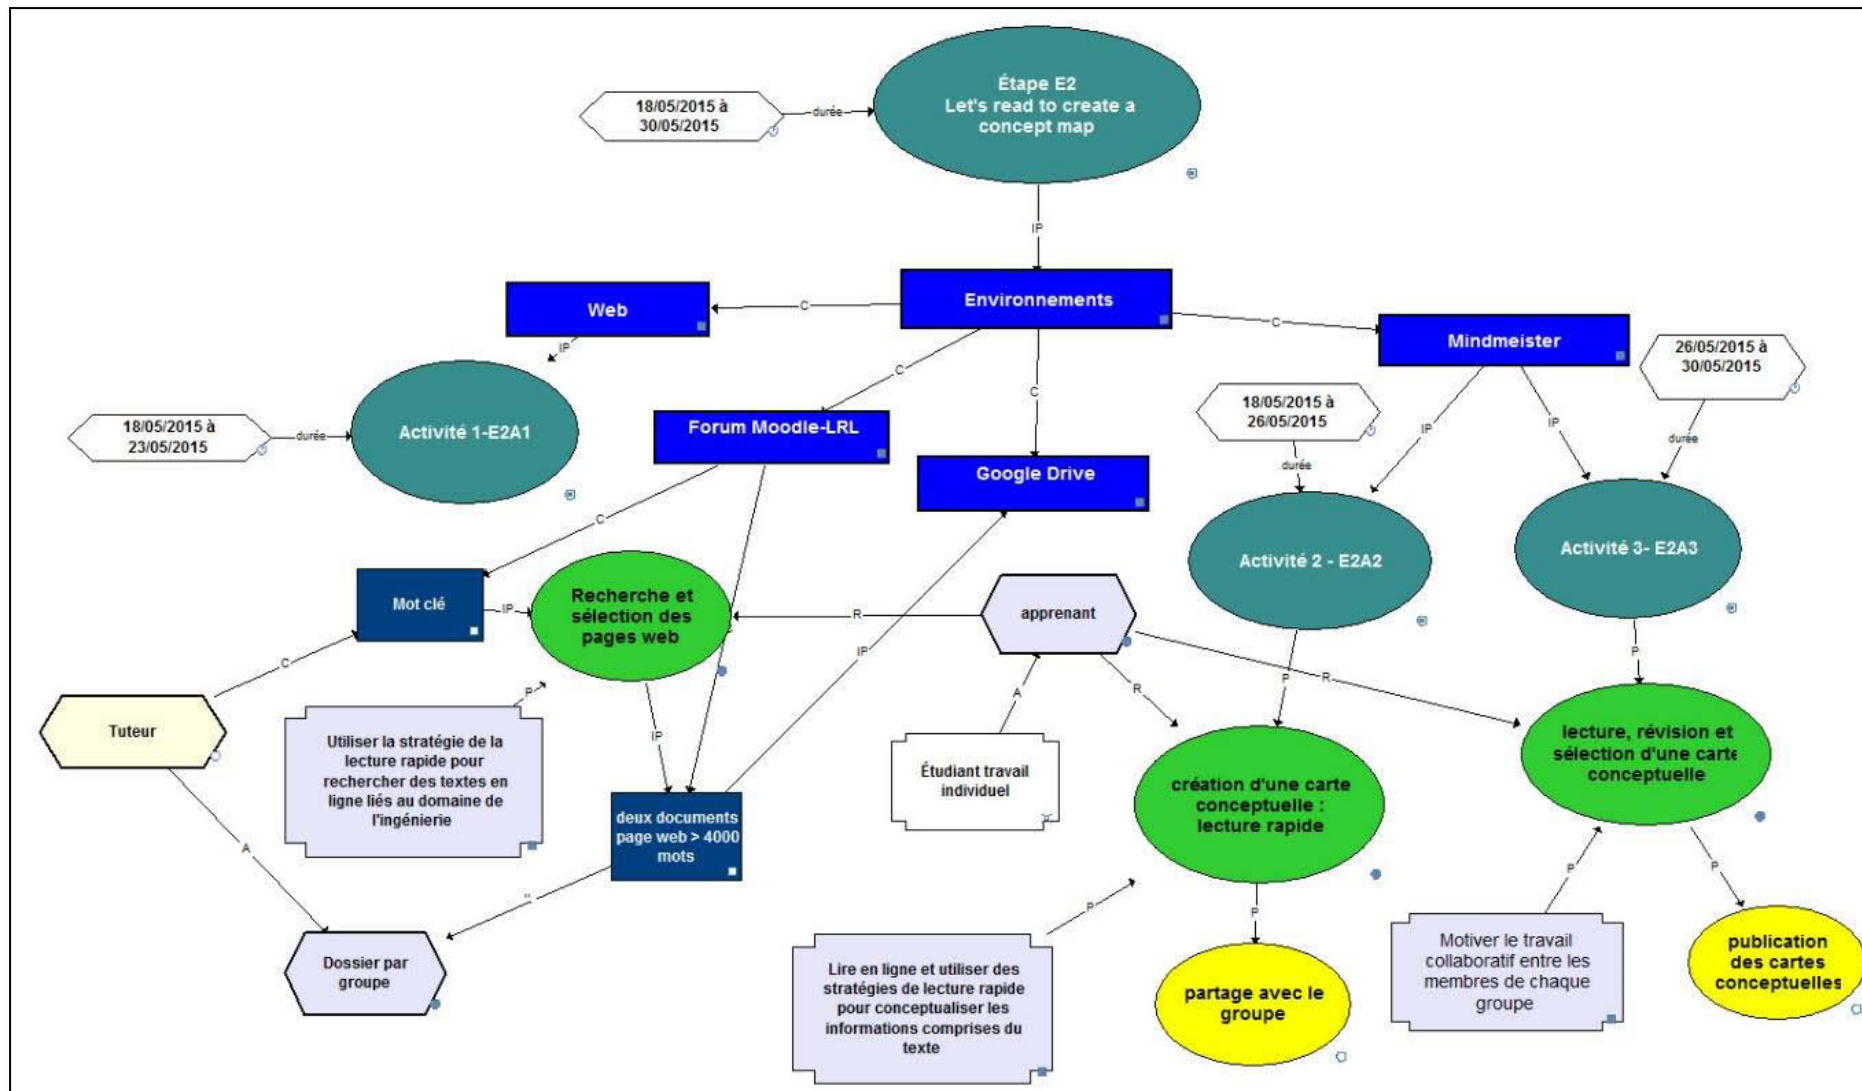 Étape E2
Let's read to create a
concept map
18/05/2015 à
30/05/2015
durée
IP
Environnements
C
Web
C
Mindmeister
26/05/2015 à
30/05/2015
IP
C
C
IP
IP
durée
18/05/2015 à
26/05/2015
durée
18/05/2015 à
23/05/2015
durée
Activité 1-E2A1
Forum Moodle-LRL
Google Drive
C
Activité 2 - E2A2
Activité 3- E2A3
Mot clé
IP
Recherche et
sélection des
pages web
R
apprenant
IP
C
P
A
R
P
P
R
Tuteur
Utiliser la stratégie de la
lecture rapide pour
rechercher des textes en
ligne liés au domaine de
l'ingénierie
IP
Étudiant travail
individuel
création d'une carte
conceptuelle :
lecture rapide
lecture, révision et
sélection d'une carte
conceptuelle
A
deux documents
page web > 4000
mots
P
P
P
P
Dossier par
groupe
Lire en ligne et utiliser des
stratégies de lecture rapide
pour conceptualiser les
informations comprises du
texte
partage avec le
groupe
Motiver le travail
collaboratif entre les
membres de chaque
groupe
publication
des cartes
conceptuelles